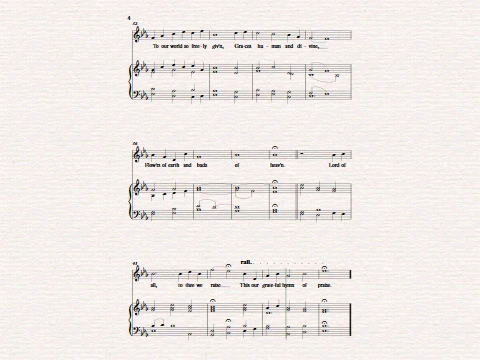 4
To our world so free-ly giv'n, Gra-ces hu - man and di - vine,
Flow'rs of earth and buds of heav'n. Lord of
all, to thee we raise This our grate-ful hymn of praise.
rall.